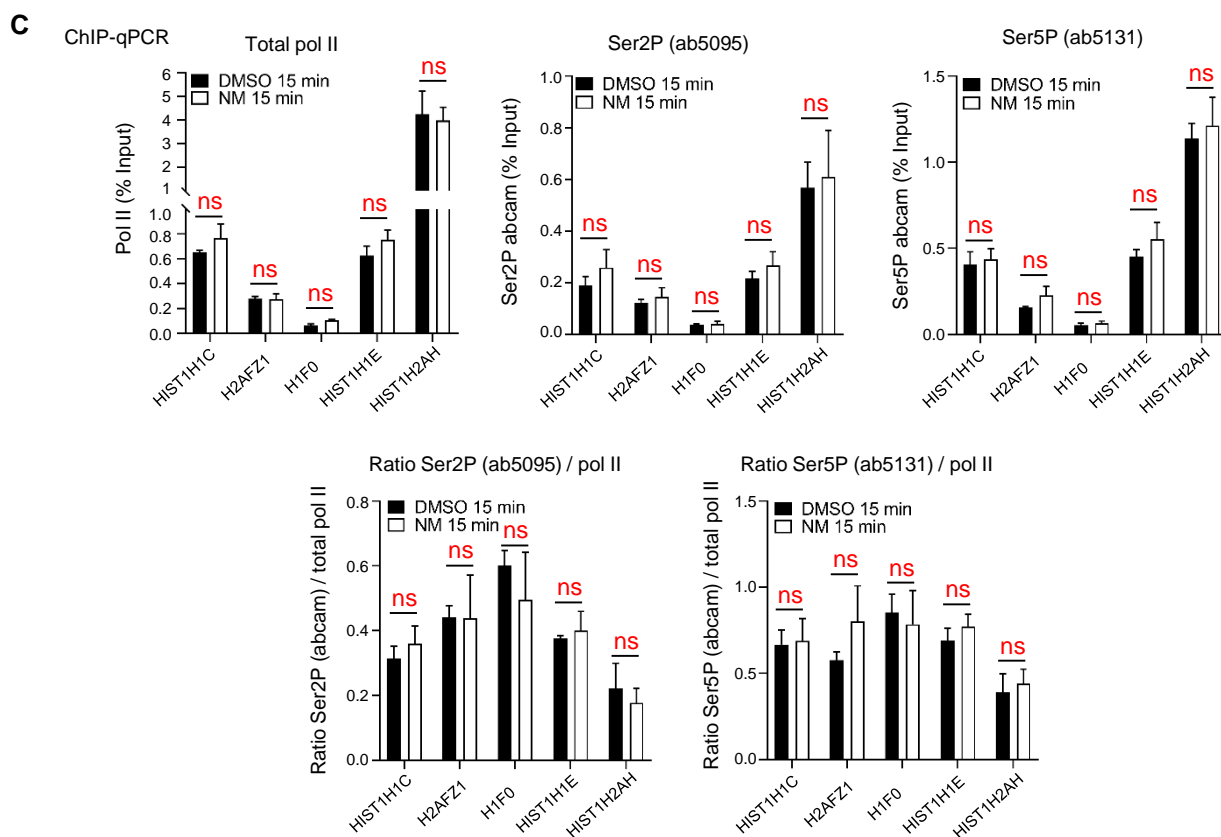 C
ChIP-qPCR
Total pol II
Pol II (% Input)
6
5
4
3
2
1
1.0
0.8
0.6
0.4
0.2
0.0
DMSO 15 min
NM 15 min
ns
ns
ns
ns
ns
HIST1H1C
H2AFZ1
H1F0
HIST1H1E
HIST1H2AH
Ser2P (ab5095)
Ser2P abcam (% Input)
1.0
0.8
0.6
0.4
0.2
0.0
DMSO 15 min
NM 15 min
ns
ns
ns
ns
ns
HIST1H1C
H2AFZ1
H1F0
HIST1H1E
HIST1H2AH
Ser5P (ab5131)
Ser5P abcam (% Input)
1.5
1.0
0.5
0.0
DMSO 15 min
NM 15 min
ns
ns
ns
ns
ns
HIST1H1C
H2AFZ1
H1F0
HIST1H1E
HIST1H2AH
Ratio Ser2P (ab5095) / pol II
Ratio Ser2P (abcam) / total pol II
0.8
0.6
0.4
0.2
0.0
DMSO 15 min
NM 15 min
ns
ns
ns
ns
ns
HIST1H1C
H2AFZ1
H1F0
HIST1H1E
HIST1H2AH
Ratio Ser5P (ab5131) / pol II
Ratio Ser5P (abcam) / total pol II
1.5
1.0
0.5
0.0
DMSO 15 min
NM 15 min
ns
ns
ns
ns
ns
HIST1H1C
H2AFZ1
H1F0
HIST1H1E
HIST1H2AH